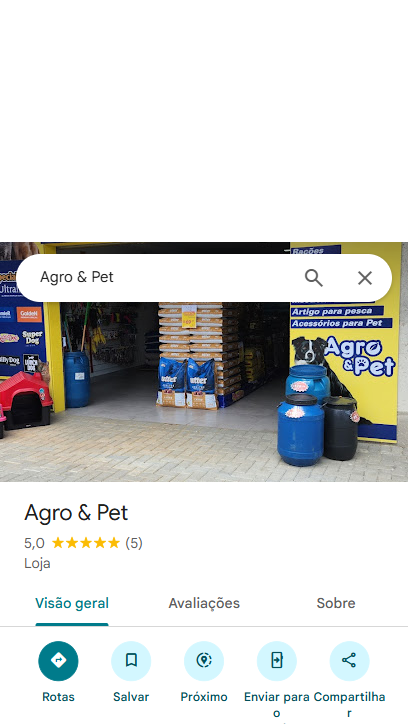 Rações
Agro & Pet
Ultra
Artigo para pesca
Acessórios para Pet
Super
Dog
Agro
&Pet
Agro & Pet
5,0 ★★★★★ (5)
Loja
Visão geral Avaliações Sobre
Rotas Salvar Próximo Enviar para o Compartilhar